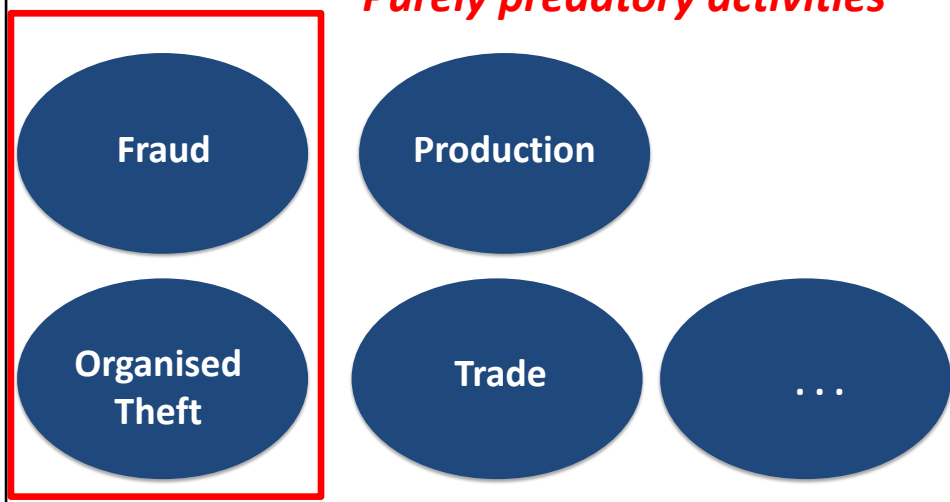 Purely predatory activities
Fraud
Production
Organised
Theft
Trade
...